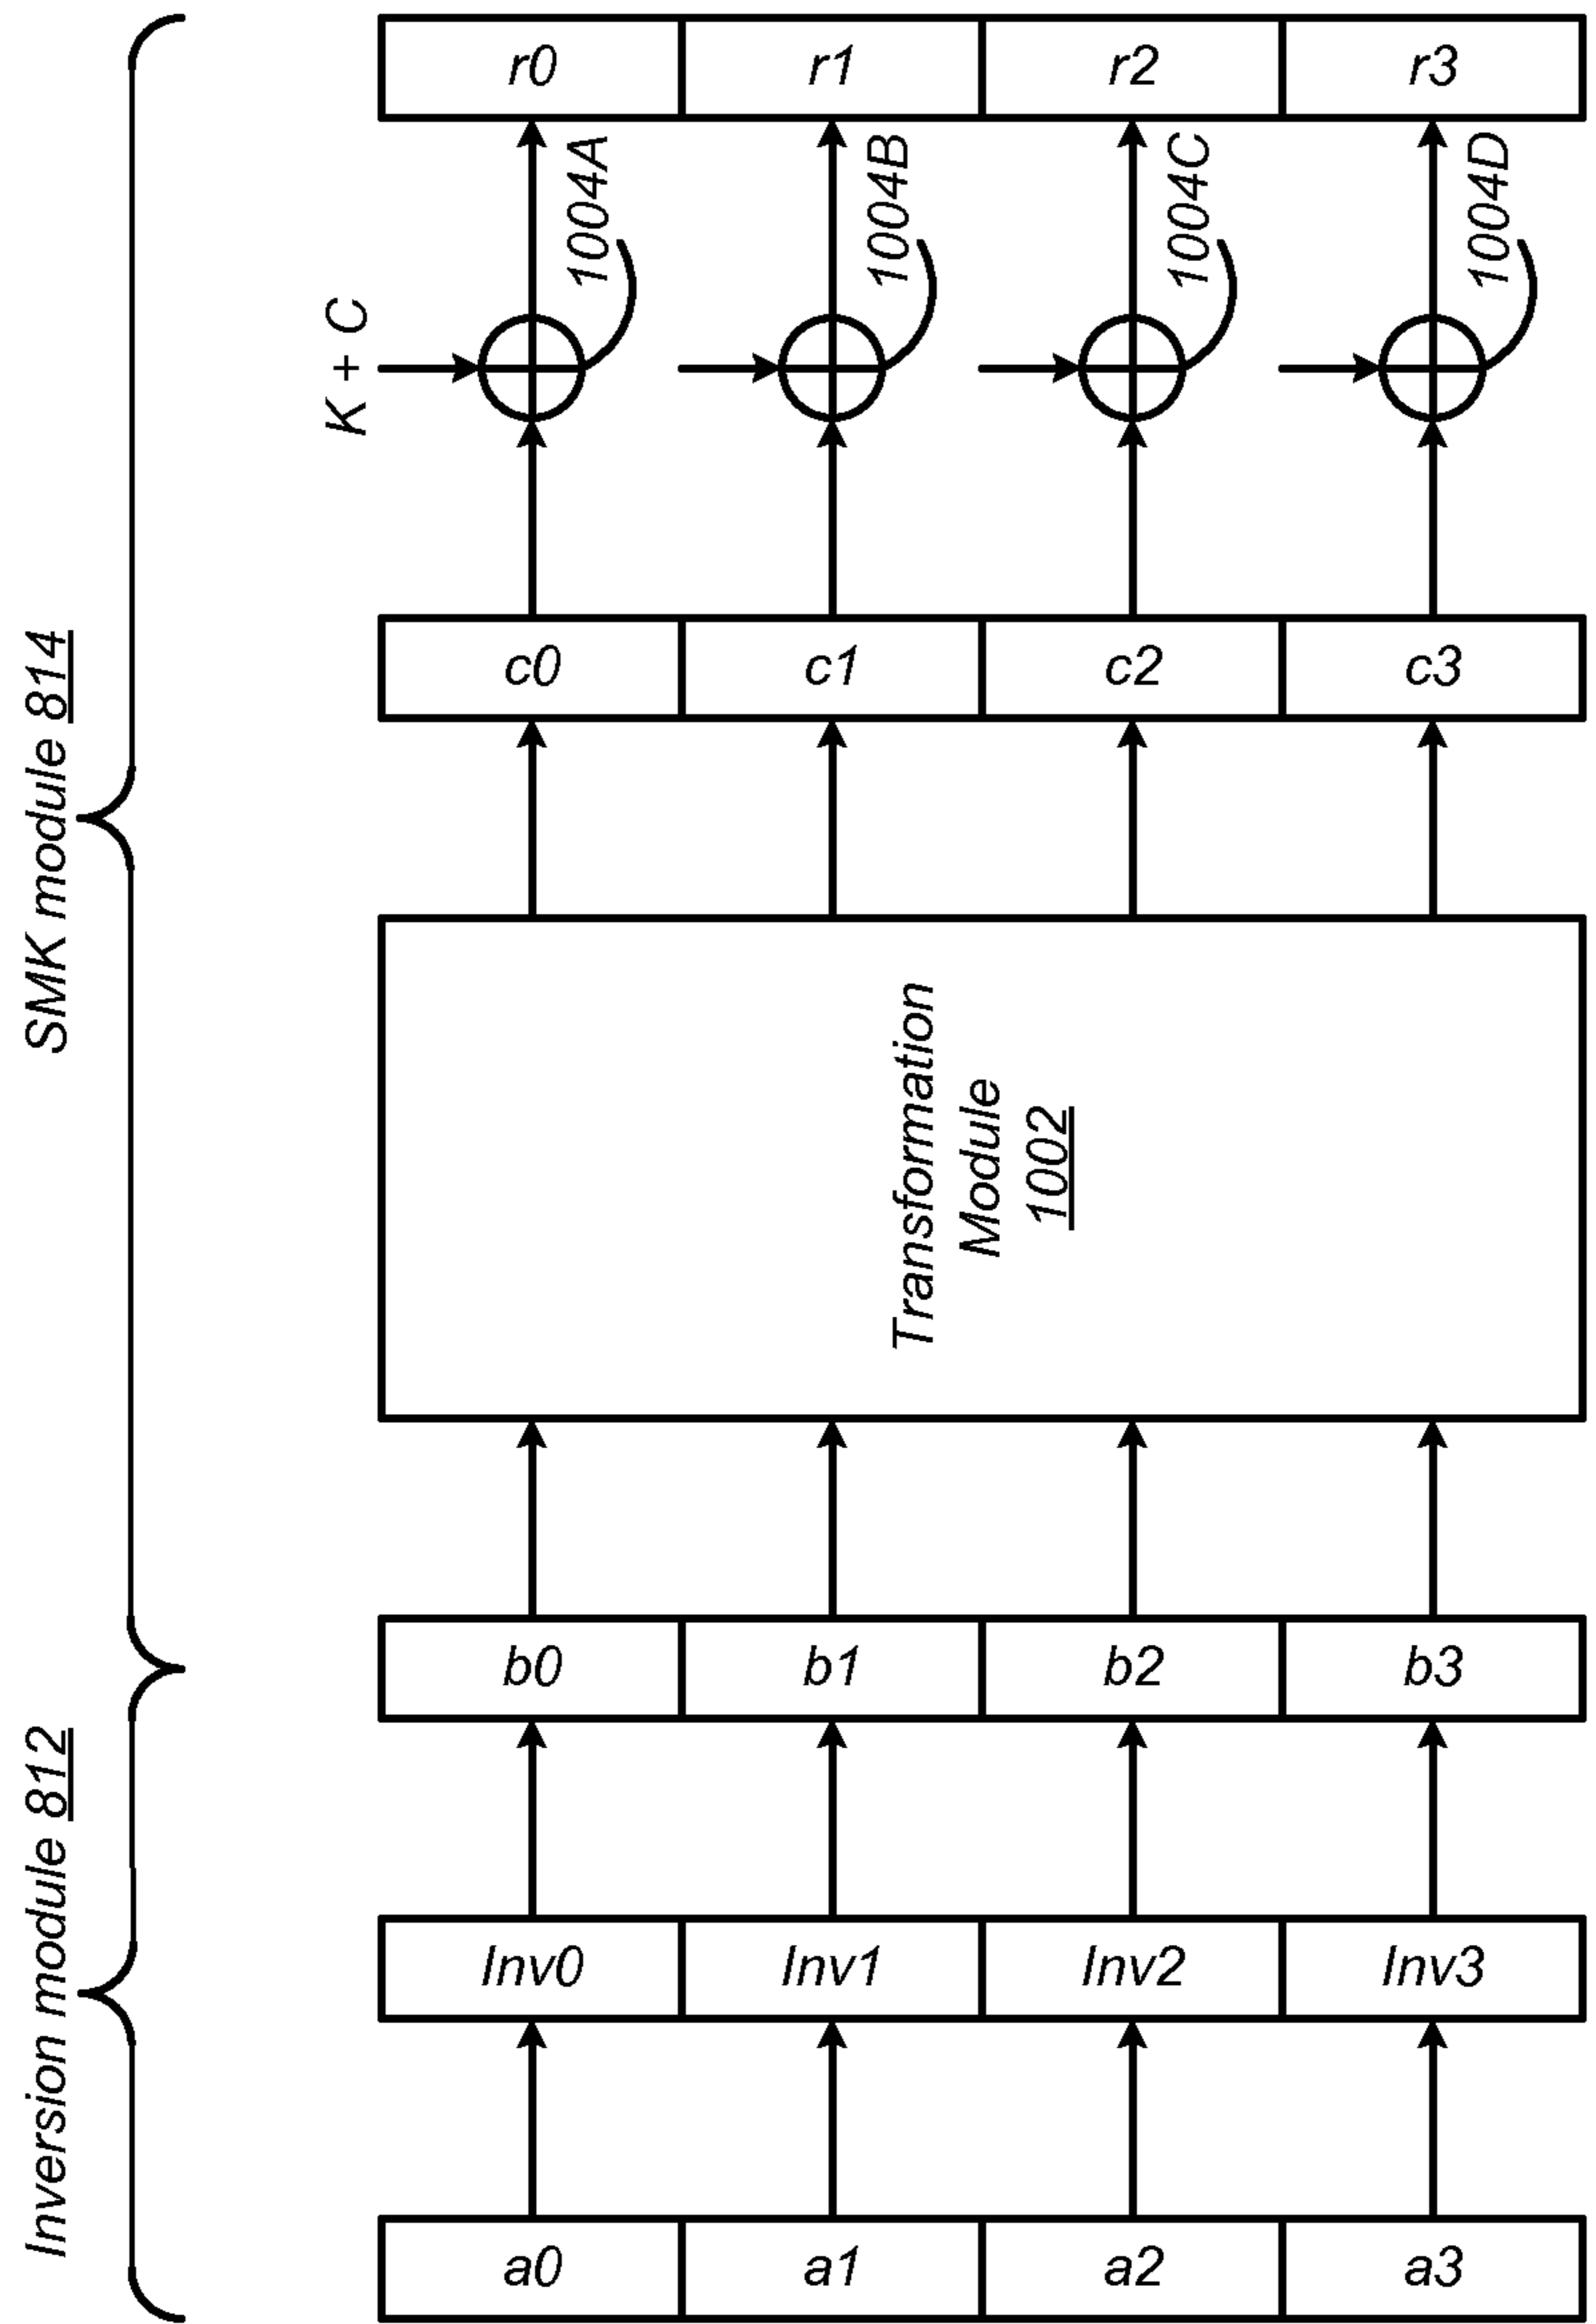 r0 r1 r2 r3
1004A 1004B 1004C 1004D
K + C
c0 c1 c2 c3
SMK module 814
Transformation
Module
1002
b0 b1 b2 b3
Inv0 Inv1 Inv2 Inv3
Inversion module 812
a0 a1 a2 a3